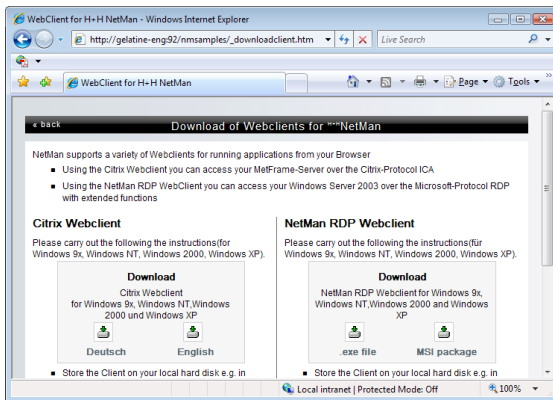 WebClient for H+H NetMan - Windows Internet Explorer
http://gelatine-eng:92/nmsamples/_downloadclient.htm
Live Search
WebClient for H+H NetMan
Page
Tools
« back
Download of Webclients for "H+H"NetMan
NetMan supports a variety of Webclients for running applications from your Browser
Using the Citrix Webclient you can access your MetFrame-Server over the Citrix-Protocol ICA
Using the NetMan RDP WebClient you can access your Windows Server 2003 over the Microsoft-Protocol RDP
with extended functions
Citrix Webclient
Please carry out the following the instructions(for
Windows 9x, Windows NT, Windows 2000, Windows XP).
Download
Citrix Webclient
for Windows 9x, Windows NT,Windows
2000 und Windows XP
Deutsch
English
Store the Client on your local hard disk e.g. in
NetMan RDP Webclient
Please carry out the following the instructions(für
Windows 9x, Windows NT, Windows 2000, Windows XP).
Download
NetMan RDP Webclient for Windows 9x,
Windows NT,Windows 2000 and Windows
XP
.exe file
MSI package
Store the Client on your local hard disk e.g. in
Local intranet | Protected Mode: Off
100%